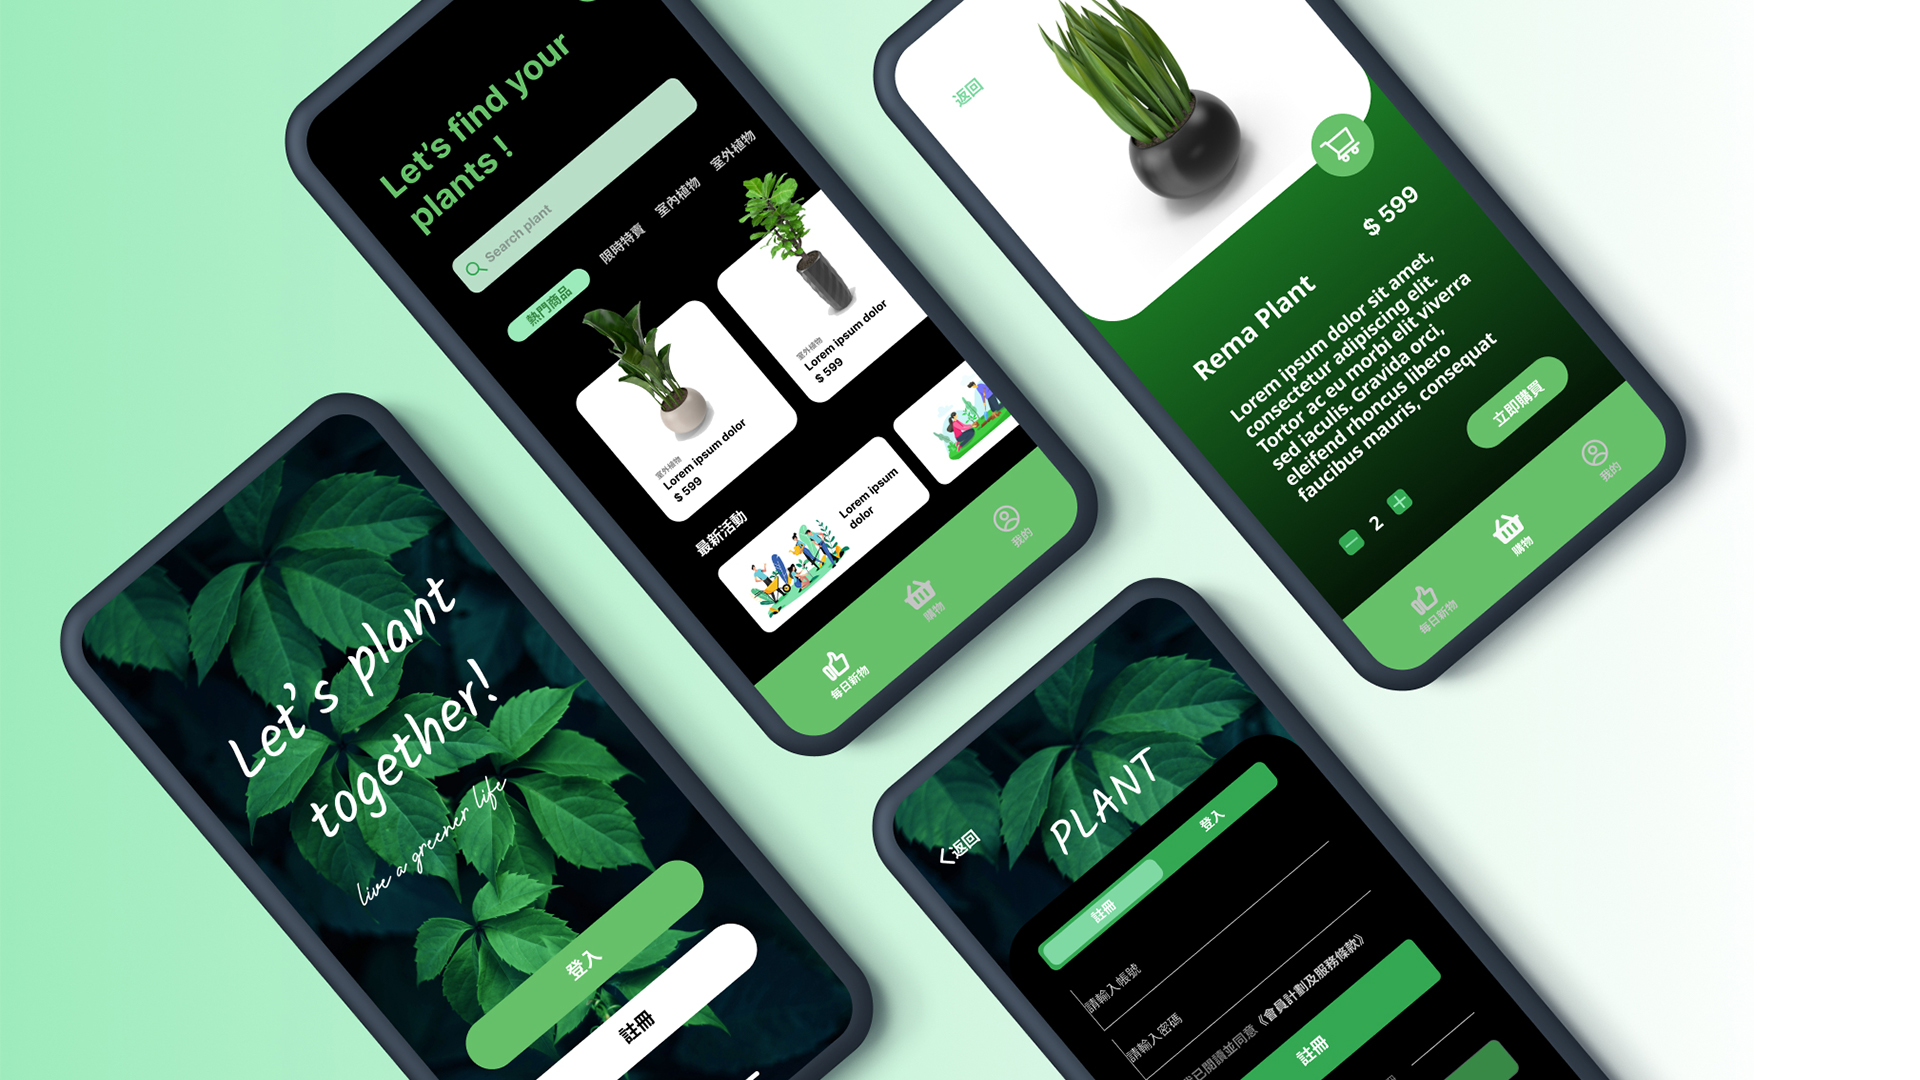 Let's find your
plants !
Search plant
熱門商品
限時特賣
室內植物
室外植物
室外植物
Lorem ipsum dolor
$ 599
室外植物
Lorem ipsum dolor
$ 599
最新活動
Lorem ipsum
dolor
每日新物
購物
我的
返回
$ 599
Rema Plant
Lorem ipsum dolor sit amet,
consectetur adipiscing elit.
Tortor ac eu morbi elit viverra
sed iaculis. Gravida orci,
eleifend rhoncus libero
faucibus mauris, consequat
2
立即購買
每日新物
購物
我的
Let's plant
together!
live a greener life
登入
註冊
返回
PLANT
註冊
登入
請輸入帳號
請輸入密碼
已閱讀並同意《會員計劃及服務條款》
註冊